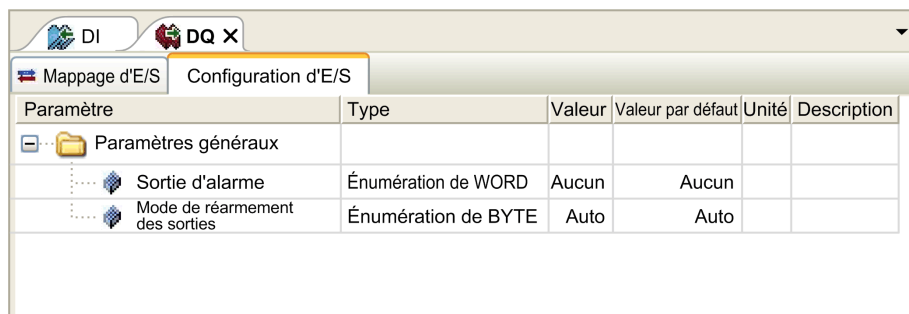 DI DQ X
Mappage d'E/S Configuration d'E/S
Paramètre Type Valeur Valeur par défaut Unité Description
Paramètres généraux
Sortie d'alarme Énumération de WORD Aucun Aucun
Mode de réarmement
des sorties Énumération de BYTE Auto Auto